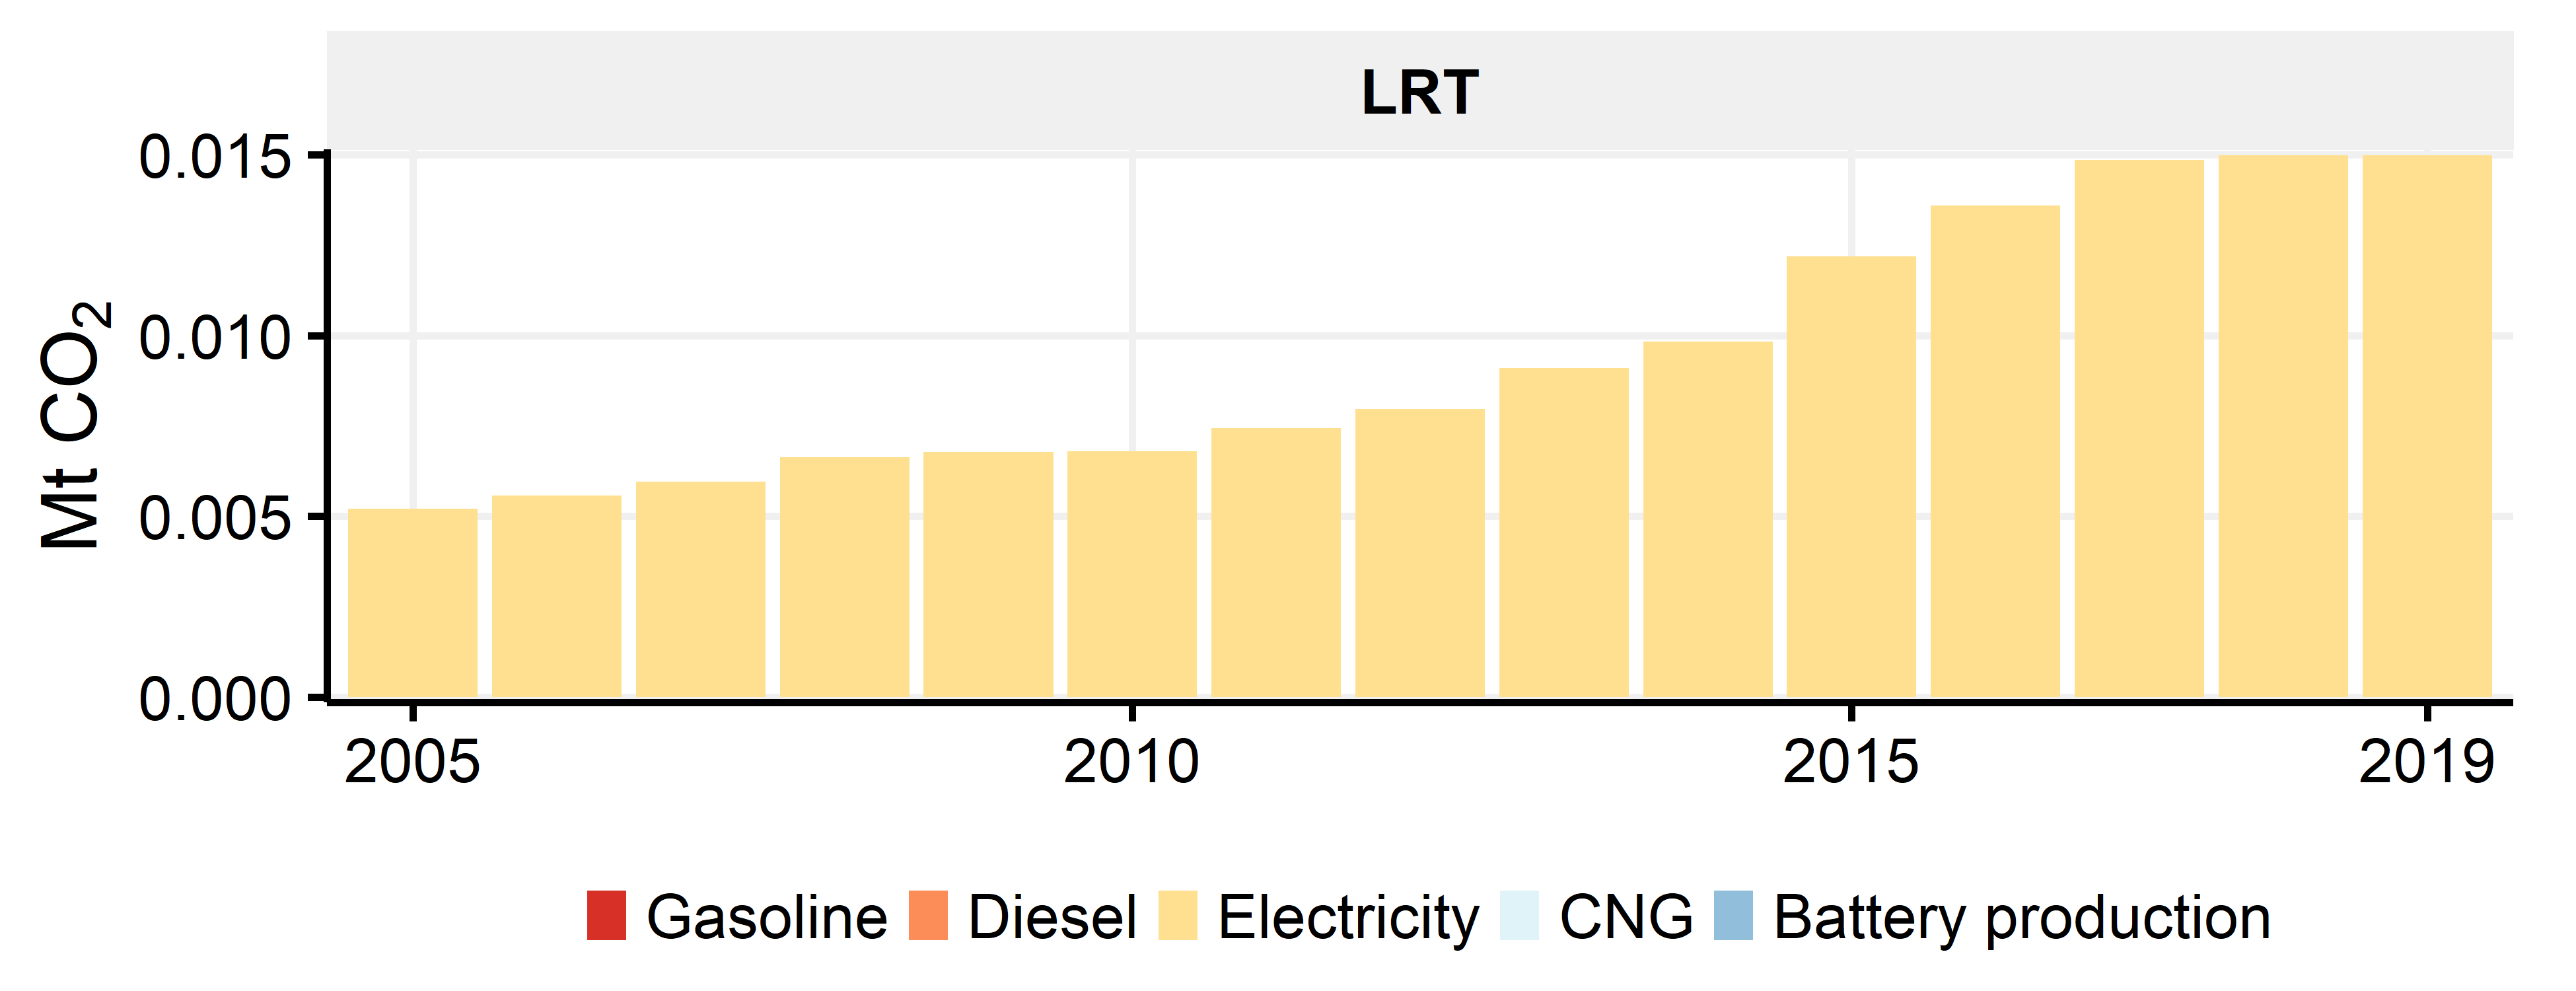 LRT
Mt CO₂
0.015
0.010
0.005
0.000
2005 2010 2015 2019
Gasoline Diesel Electricity CNG Battery production